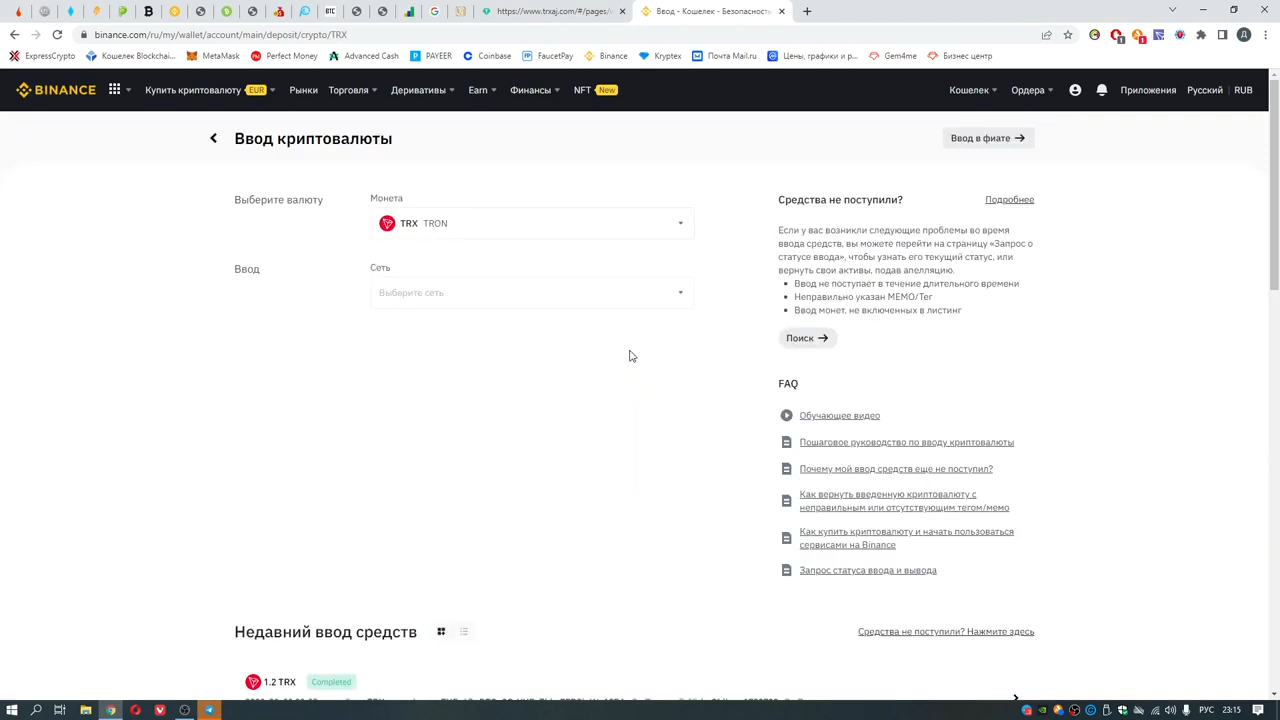 https://www.trxaj.com/#/pages/v
Ввод - Кошелек - Безопасность
binance.com/ru/my/wallet/account/main/deposit/crypto/TRX
ExpressCrypto
Кошелек Blockchai...
MetaMask
Perfect Money
Advanced Cash
PAYEER
Coinbase
FaucetPay
Binance
Kryptex
Почта Mail.ru
Цены, графики и р...
Gem4me
Бизнес центр
BINANCE
Купить криптовалюту EUR
Рынки
Торговля
Деривативы
Earn
Финансы
NFT New
Кошелек
Ордера
Приложения
Русский
RUB
Ввод криптовалюты
Ввод в фиате
Выберите валюту
Монета
TRX TRON
Ввод
Сеть
Выберите сеть
Средства не поступили?
Подробнее
Если у вас возникли следующие проблемы во время
ввода средств, вы можете перейти на страницу «Запрос о
статусе ввода», чтобы узнать его текущий статус, или
вернуть свои активы, подав апелляцию.
Ввод не поступает в течение длительного времени
Неправильно указан МЕМО/Тег
Ввод монет, не включенных в листинг
Поиск
FAQ
Обучающее видео
Пошаговое руководство по вводу криптовалюты
Почему мой ввод средств еще не поступил?
Как вернуть введенную криптовалюту с
неправильным или отсутствующим тегом/мемо
Как купить криптовалюту и начать пользоваться
сервисами на Binance
Запрос статуса ввода и вывода
Недавний ввод средств
Средства не поступили? Нажмите здесь
1.2 TRX
Completed
РУС
23:15